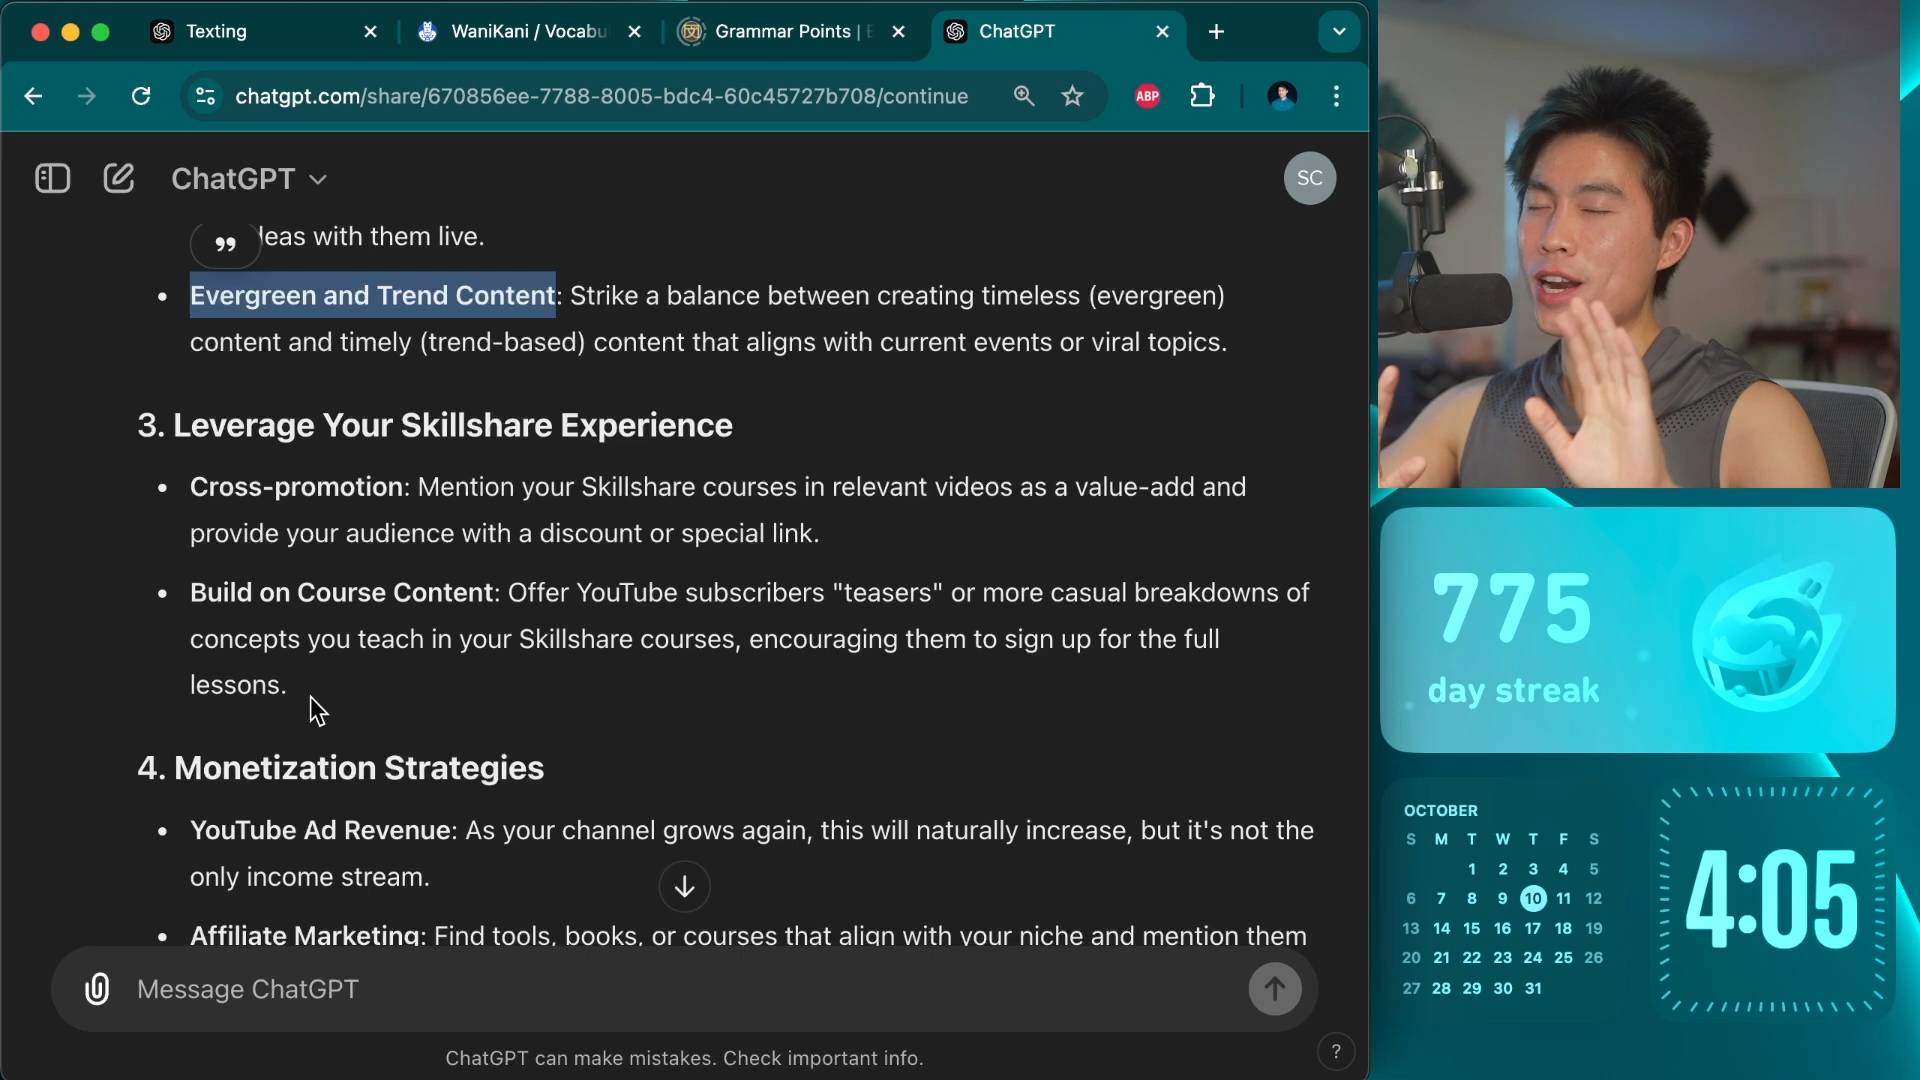 Texting
WaniKani / Vocabu
Grammar Points |
ChatGPT
chatgpt.com/share/670856ee-7788-8005-bdc4-60c45727b708/continue
ABP
ChatGPT
SC
deas with them live.
• Evergreen and Trend Content: Strike a balance between creating timeless (evergreen)
content and timely (trend-based) content that aligns with current events or viral topics.
3. Leverage Your Skillshare Experience
• Cross-promotion: Mention your Skillshare courses in relevant videos as a value-add and
provide your audience with a discount or special link.
• Build on Course Content: Offer YouTube subscribers "teasers" or more casual breakdowns of
concepts you teach in your Skillshare courses, encouraging them to sign up for the full
lessons.
4. Monetization Strategies
• YouTube Ad Revenue: As your channel grows again, this will naturally increase, but it's not the
only income stream.
• Affiliate Marketing: Find tools, books, or courses that align with your niche and mention them
Message ChatGPT
ChatGPT can make mistakes. Check important info.
?
775
day streak
OCTOBER
S M T W T F S
1 2 3 4 5
6 7 8 9 10 11 12
13 14 15 16 17 18 19
20 21 22 23 24 25 26
27 28 29 30 31
4:05